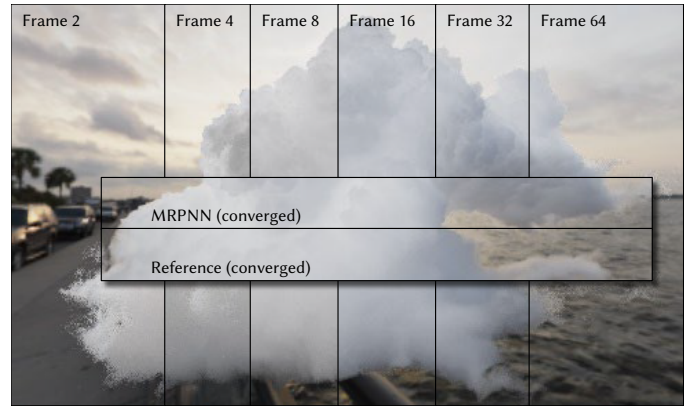 Frame 2
Frame 4
Frame 8
Frame 16
Frame 32
Frame 64
MRPNN (converged)
Reference (converged)